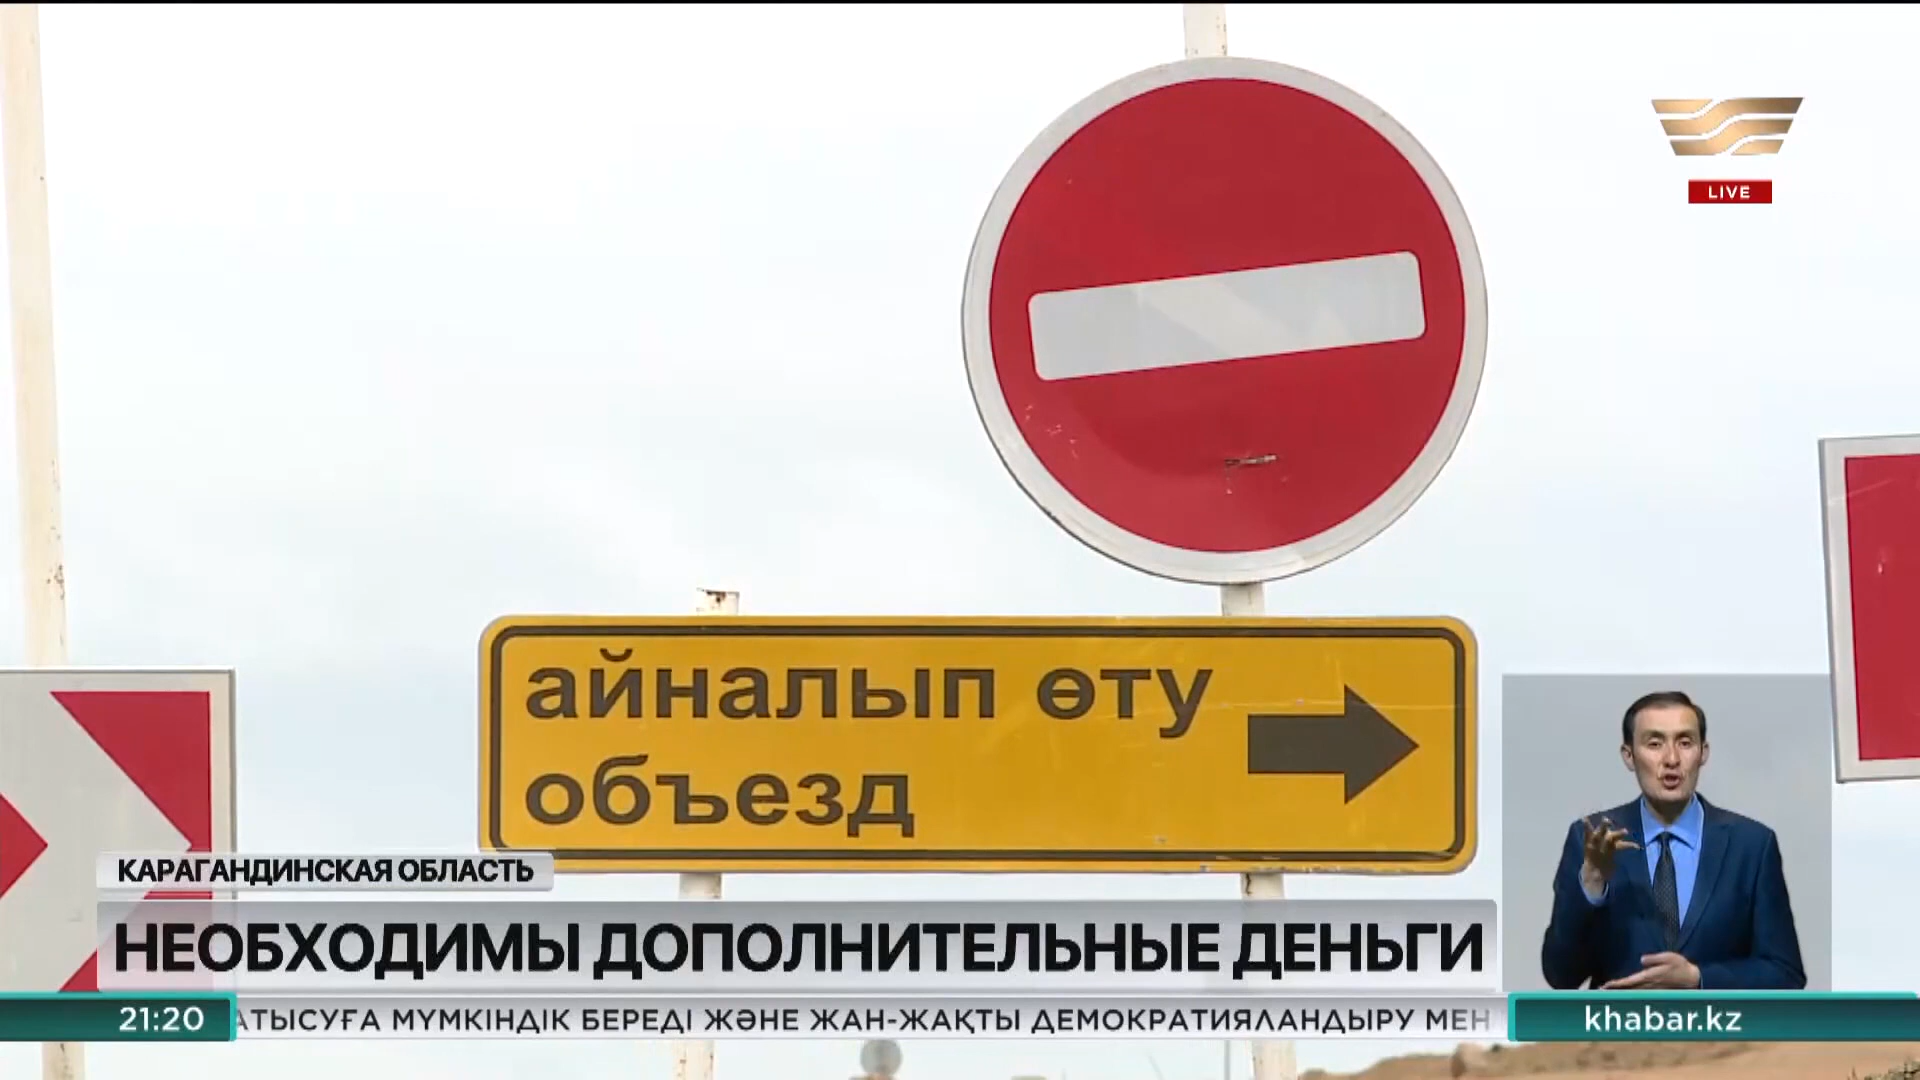 LIVE
айналып өту
объезд
КАРАГАНДИНСКАЯ ОБЛАСТЬ
НЕОБХОДИМЫ ДОПОЛНИТЕЛЬНЫЕ ДЕНЬГИ
21:20
АТЫСУҒА МҮМКІНДІК БЕРЕДІ ЖӘНЕ ЖАН-ЖАҚТЫ ДЕМОКРАТИЯЛАНДЫРУ МЕН
khabar.kz